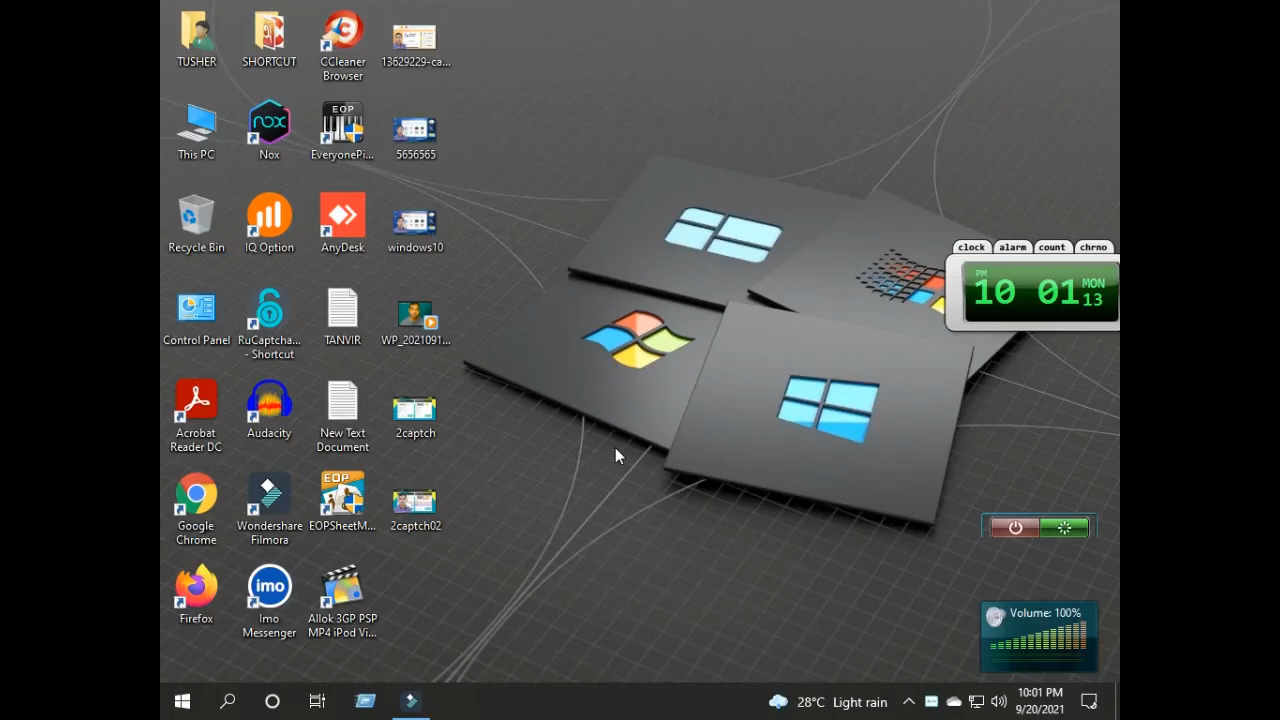 TUSHER
SHORTCUT
CCleaner
Browser
13629229-ca...
This PC
nox
Nox
EOP
EveryonePi...
5656565
Recycle Bin
IQ Option
AnyDesk
windows10
Control Panel
RuCaptcha...
- Shortcut
TANVIR
WP_2021091...
Acrobat
Reader DC
Audacity
New Text
Document
2captch
Google
Chrome
Wondershare
Filmora
EOP
EOPSheetM...
2captch02
Firefox
imo
Imo
Messenger
Allok 3GP PSP
MP4 iPod Vi...
clock alarm count chrno
PM
10 01 MON
13
Volume: 100%
28°C Light rain
10:01 PM
9/20/2021